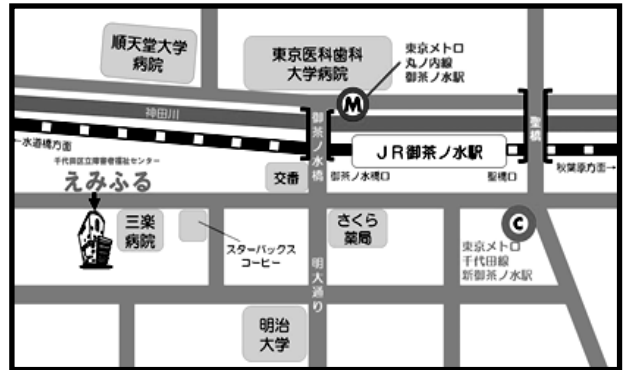 順天堂大学
病院
東京医科歯科
大学病院
東京メトロ
丸ノ内線
御茶ノ水駅
M
神田川
御茶ノ水橋
聖橋
←水道橋方面
JR御茶ノ水駅
秋葉原方面→
千代田区立障害者福祉センター
えみふる
交番
御茶ノ水橋口
聖橋口
三楽
病院
スターバックス
コーヒー
さくら
薬局
C
東京メトロ
千代田線
新御茶ノ水駅
明大通り
明治
大学